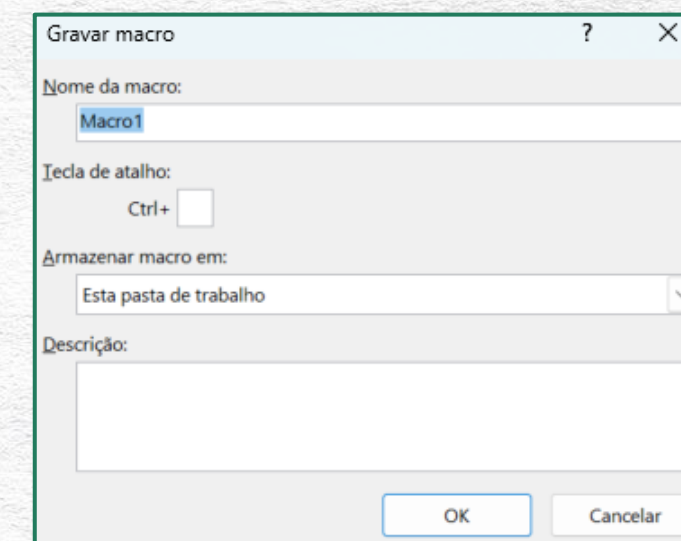 Gravar macro ? ×
Nome da macro:
Macro1
Tecla de atalho:
Ctrl+
Armazenar macro em:
Esta pasta de trabalho
Descrição:
OK Cancelar